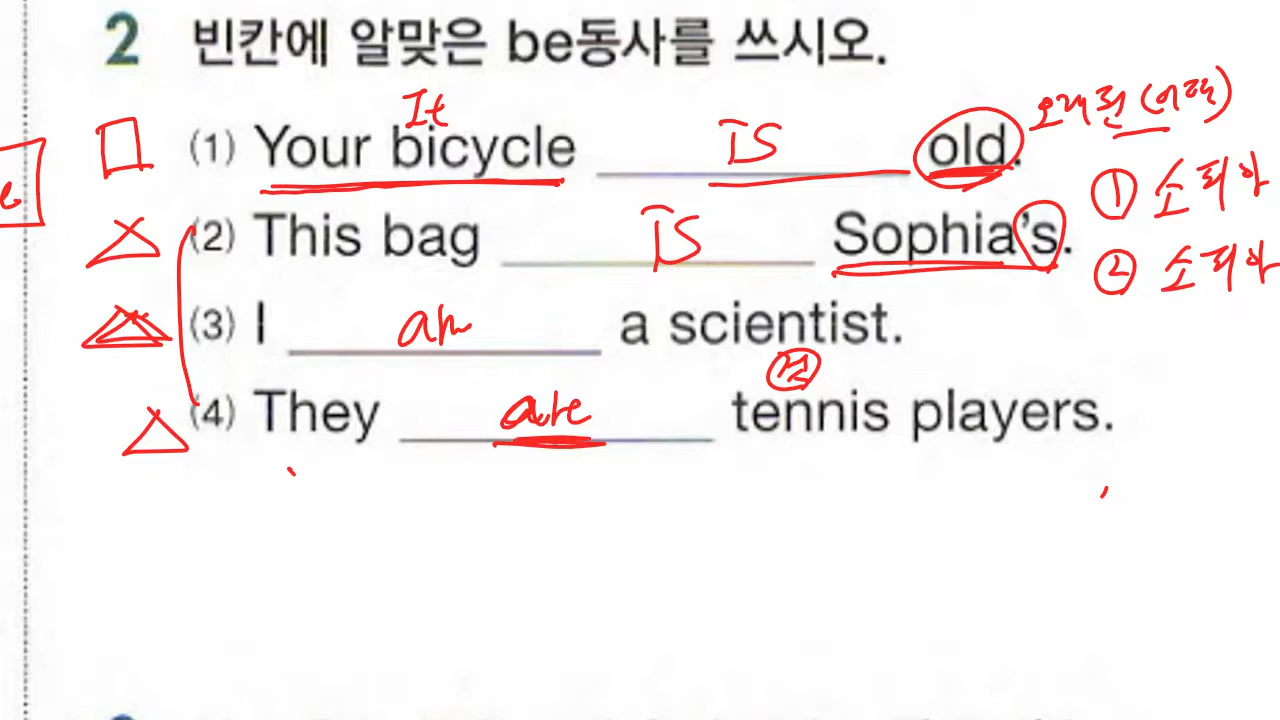 2 빈칸에 알맞은 be동사를 쓰시오.
It
(1) Your bicycle is old. 오래된 (어려)
① 소피아
(2) This bag is Sophia's.
② 소피아
(3) I am a scientist.
(4) They are tennis players.